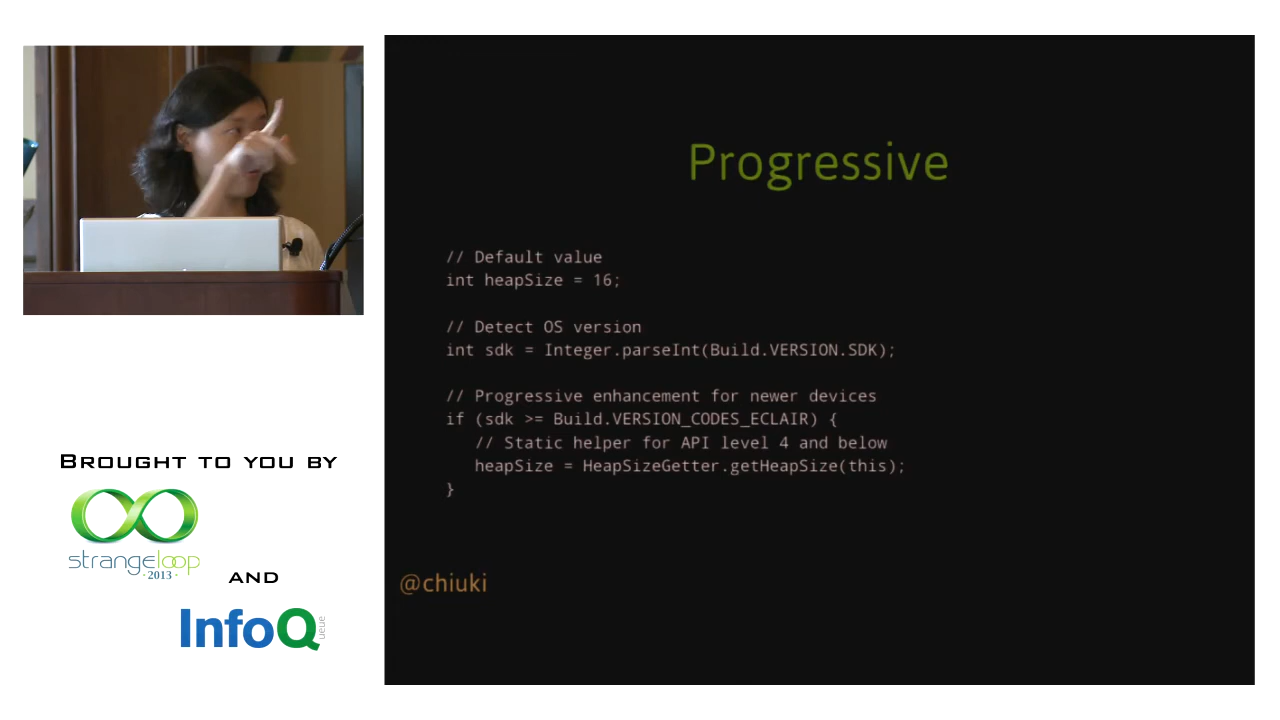 Progressive
// Default value
int heapSize = 16;
// Detect OS version
int sdk = Integer.parseInt(Build.VERSION.SDK);
// Progressive enhancement for newer devices
if (sdk >= Build.VERSION_CODES_ECLAIR) {
// Static helper for API level 4 and below
heapSize = HeapSizeGetter.getHeapSize(this);
}
@chiuki
BROUGHT TO YOU BY
strangeloop
·2013·
AND
InfoQ